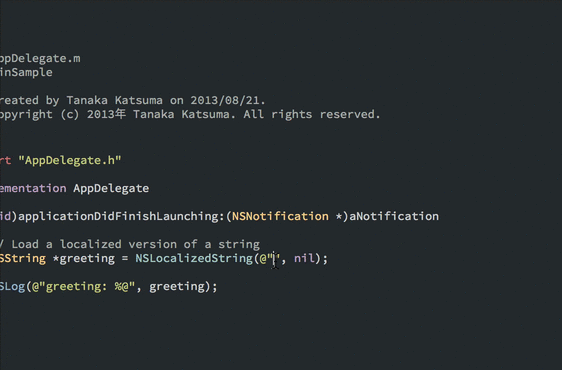 ppDelegate.m
inSample
reated by Tanaka Katsuma on 2013/08/21.
opyright (c) 2013年 Tanaka Katsuma. All rights reserved.
rt "AppDelegate.h"
ementation AppDelegate
id)applicationDidFinishLaunching:(NSNotification *)aNotification
/ Load a localized version of a string
SString *greeting = NSLocalizedString(@"", nil);
SLog(@"greeting: %@", greeting);